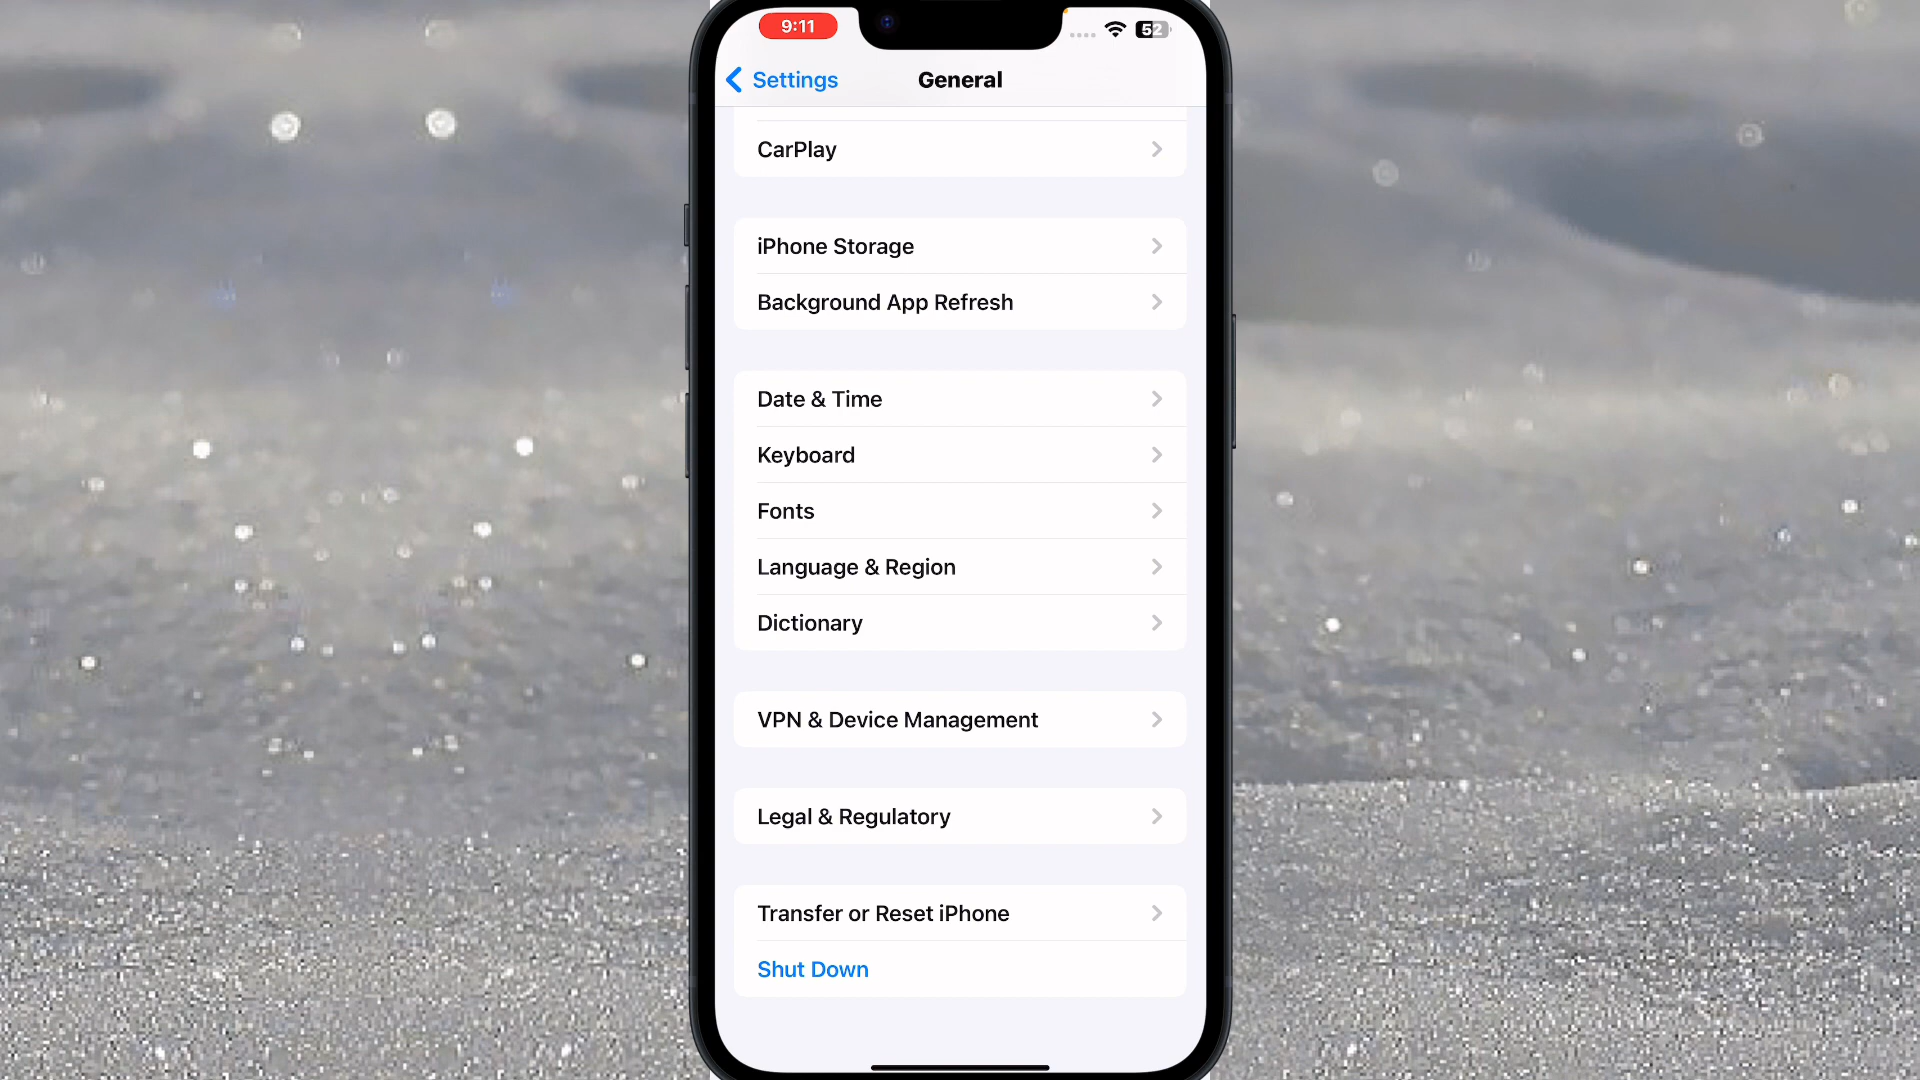 9:11
52
Settings
General
CarPlay
iPhone Storage
Background App Refresh
Date & Time
Keyboard
Fonts
Language & Region
Dictionary
VPN & Device Management
Legal & Regulatory
Transfer or Reset iPhone
Shut Down